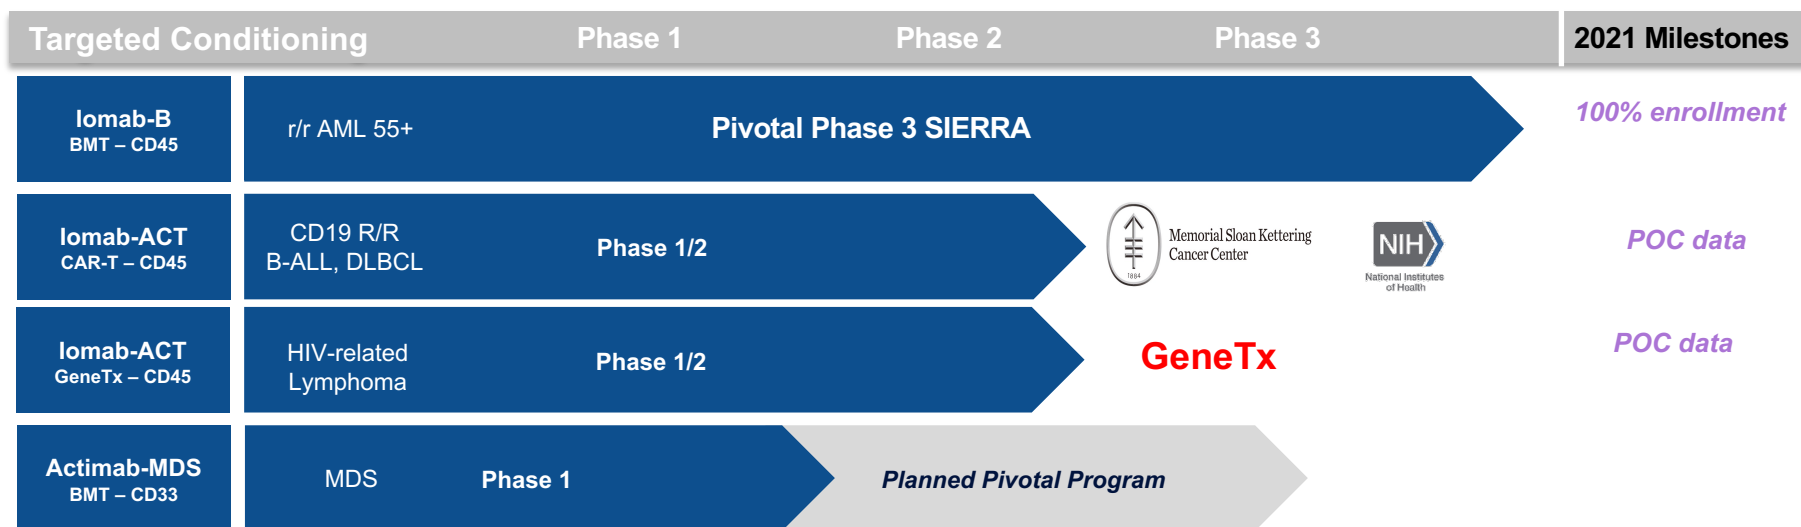 Targeted Conditioning Phase 1 Phase 2 Phase 3 2021 Milestones
Iomab-B
BMT – CD45
r/r AML 55+
Pivotal Phase 3 SIERRA
100% enrollment
Iomab-ACT
CAR-T – CD45
CD19 R/R
B-ALL, DLBCL
Phase 1/2
1884
Memorial Sloan Kettering
Cancer Center
NIH
National Institutes
of Health
POC data
Iomab-ACT
GeneTx – CD45
HIV-related
Lymphoma
Phase 1/2
GeneTx
POC data
Actimab-MDS
BMT – CD33
MDS
Phase 1
Planned Pivotal Program